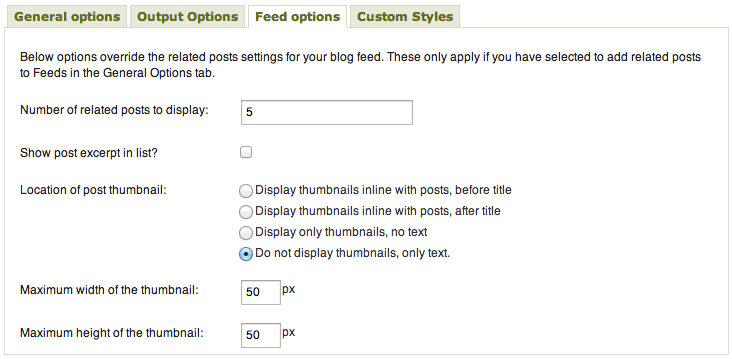 General options Output Options Feed options Custom Styles
Below options override the related posts settings for your blog feed. These only apply if you have selected to add related posts
to Feeds in the General Options tab.
Number of related posts to display: 5
Show post excerpt in list?
Location of post thumbnail: Display thumbnails inline with posts, before title
Display thumbnails inline with posts, after title
Display only thumbnails, no text
Do not display thumbnails, only text.
Maximum width of the thumbnail: 50 px
Maximum height of the thumbnail: 50 px